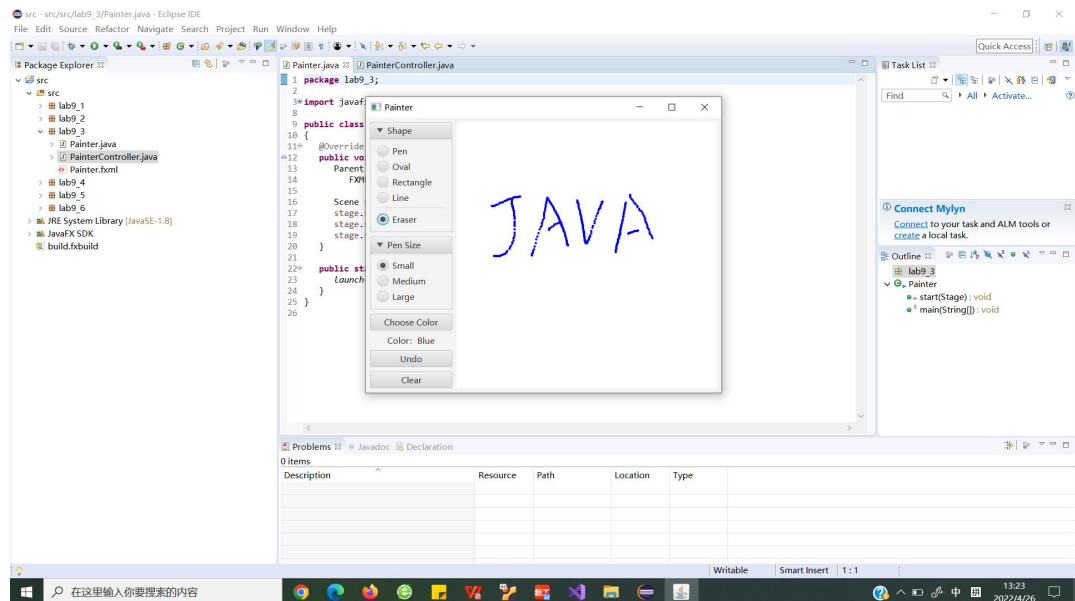 src - src/src/lab9_3/Painter.java - Eclipse IDE
File Edit Source Refactor Navigate Search Project Run Window Help
Quick Access
Package Explorer
src
src
lab9_1
lab9_2
lab9_3
Painter.java
PainterController.java
Painter.fxml
lab9_4
lab9_5
lab9_6
JRE System Library [JavaSE-1.8]
JavaFX SDK
build.fxbuild
Painter.java PainterController.java
1 package lab9_3;
2
3 import javaf
8
9 public class
10 {
11 @Override
12 public voi
13 Parent
14 FXM
15
16 Scene
17 stage.
18 stage.
19 stage.
20 }
21
22 public sta
23 launch
24 }
25 }
26
Painter
Shape
Pen
Oval
Rectangle
Line
Eraser
Pen Size
Small
Medium
Large
Choose Color
Color: Blue
Undo
Clear
JAVA
Task List
Find All Activate...
Connect Mylyn
Connect to your task and ALM tools or
create a local task.
Outline
lab9_3
Painter
start(Stage) : void
main(String[]) : void
Problems Javadoc Declaration
0 items
Description Resource Path Location Type
Writable Smart Insert 1 : 1
在这里输入你要搜索的内容
中
13:23
2022/4/26